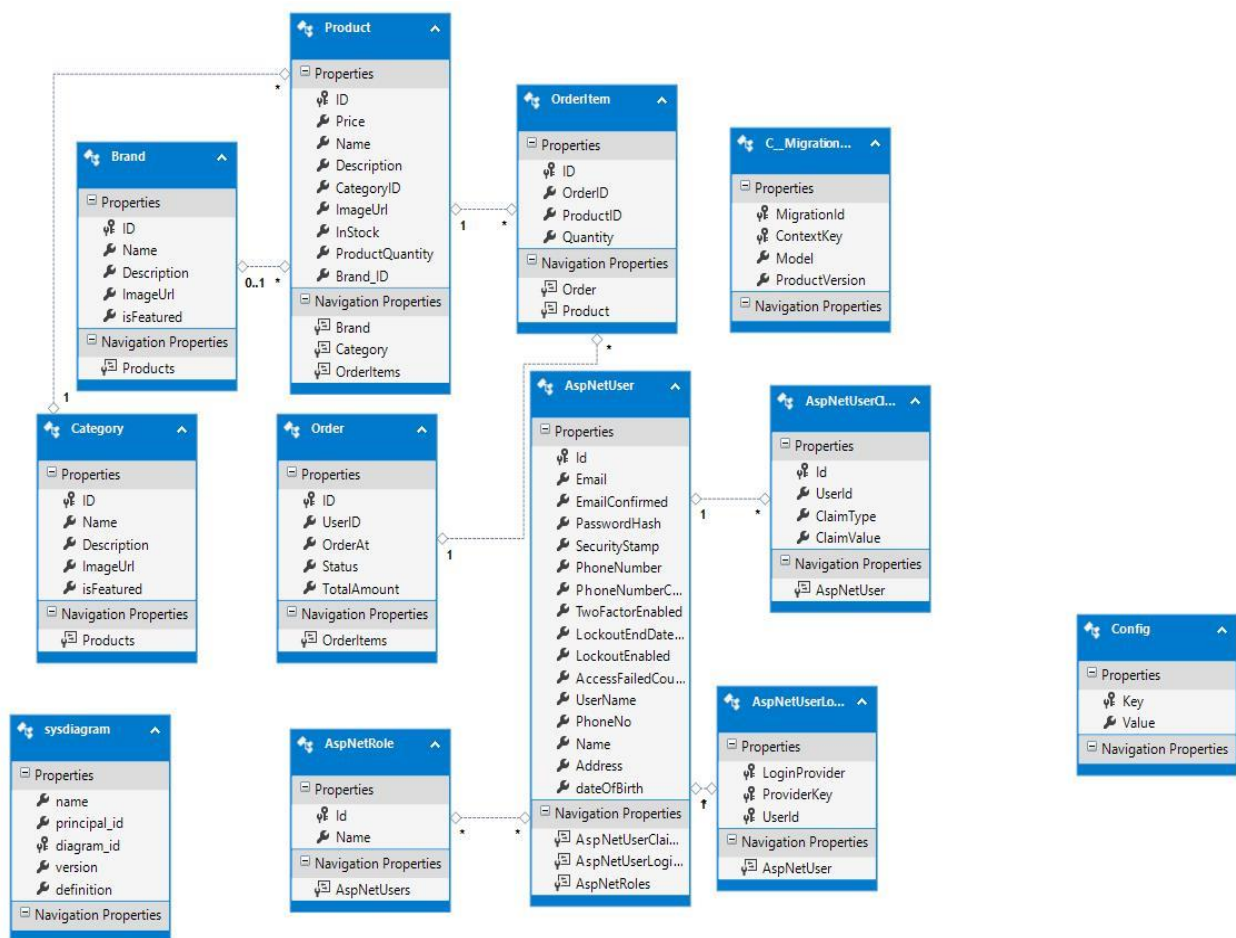 Product
Properties
ID
Price
Name
Description
CategoryID
ImageUrl
InStock
ProductQuantity
Brand_ID
Navigation Properties
Brand
Category
OrderItems
*
Brand
Properties
ID
Name
Description
ImageUrl
isFeatured
Navigation Properties
Products
0..1 *
1 *
OrderItem
Properties
ID
OrderID
ProductID
Quantity
Navigation Properties
Order
Product
*
C__Migration...
Properties
MigrationId
ContextKey
Model
ProductVersion
Navigation Properties
1
Category
Properties
ID
Name
Description
ImageUrl
isFeatured
Navigation Properties
Products
Order
Properties
ID
UserID
OrderAt
Status
TotalAmount
Navigation Properties
OrderItems
1
AspNetUser
Properties
Id
Email
EmailConfirmed
PasswordHash
SecurityStamp
PhoneNumber
PhoneNumberC...
TwoFactorEnabled
LockoutEndDate...
LockoutEnabled
AccessFailedCou...
UserName
PhoneNo
Name
Address
dateOfBirth
Navigation Properties
AspNetUserClai...
AspNetUserLogi...
AspNetRoles
1 *
AspNetUserCl...
Properties
Id
UserId
ClaimType
ClaimValue
Navigation Properties
AspNetUser
Config
Properties
Key
Value
Navigation Properties
sysdiagram
Properties
name
principal_id
diagram_id
version
definition
Navigation Properties
AspNetRole
Properties
Id
Name
Navigation Properties
AspNetUsers
* *
AspNetUserLo...
Properties
LoginProvider
ProviderKey
UserId
Navigation Properties
AspNetUser